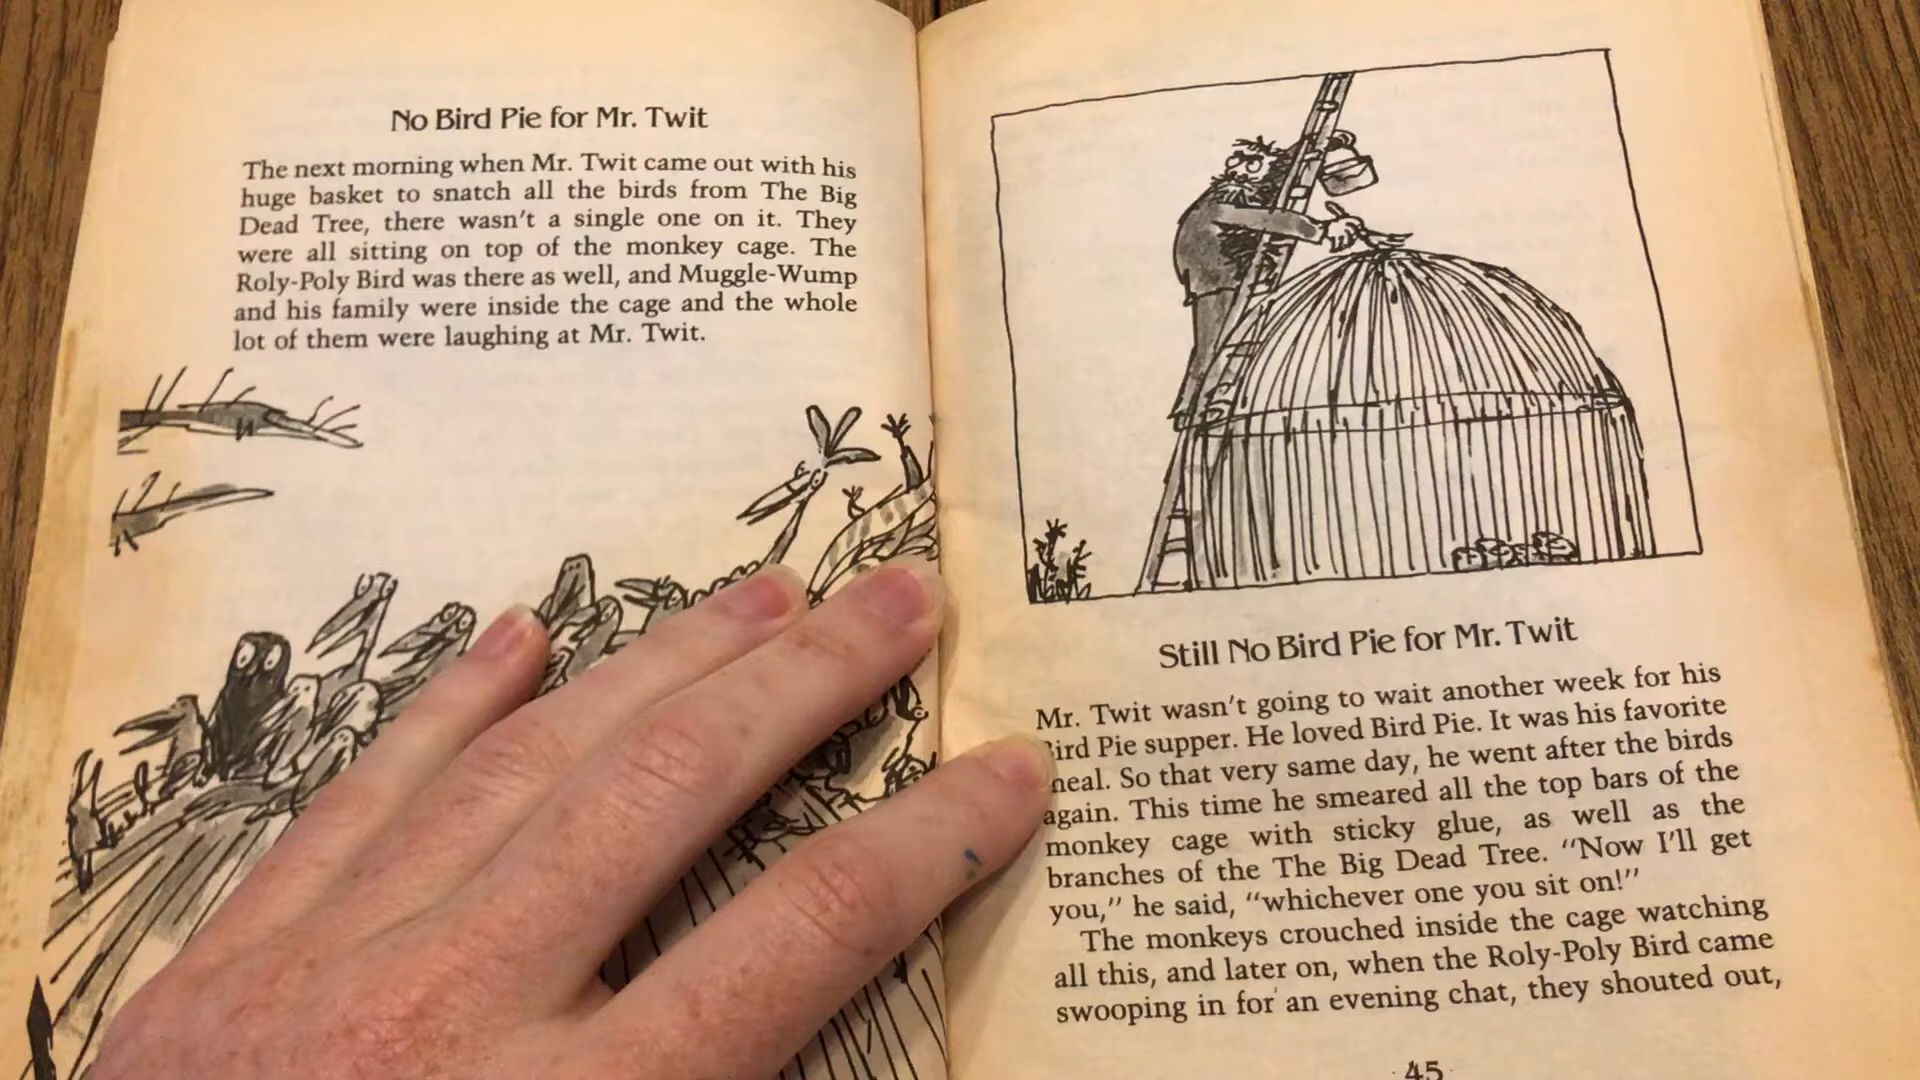 No Bird Pie for Mr. Twit
The next morning when Mr. Twit came out with his
huge basket to snatch all the birds from The Big
Dead Tree, there wasn't a single one on it. They
were all sitting on top of the monkey cage. The
Roly-Poly Bird was there as well, and Muggle-Wump
and his family were inside the cage and the whole
lot of them were laughing at Mr. Twit.
Still No Bird Pie for Mr. Twit
Mr. Twit wasn't going to wait another week for his
Bird Pie supper. He loved Bird Pie. It was his favorite
meal. So that very same day, he went after the birds
again. This time he smeared all the top bars of the
monkey cage with sticky glue, as well as the
branches of the The Big Dead Tree. "Now I'll get
you," he said, "whichever one you sit on!"
The monkeys crouched inside the cage watching
all this, and later on, when the Roly-Poly Bird came
swooping in for an evening chat, they shouted out,
45